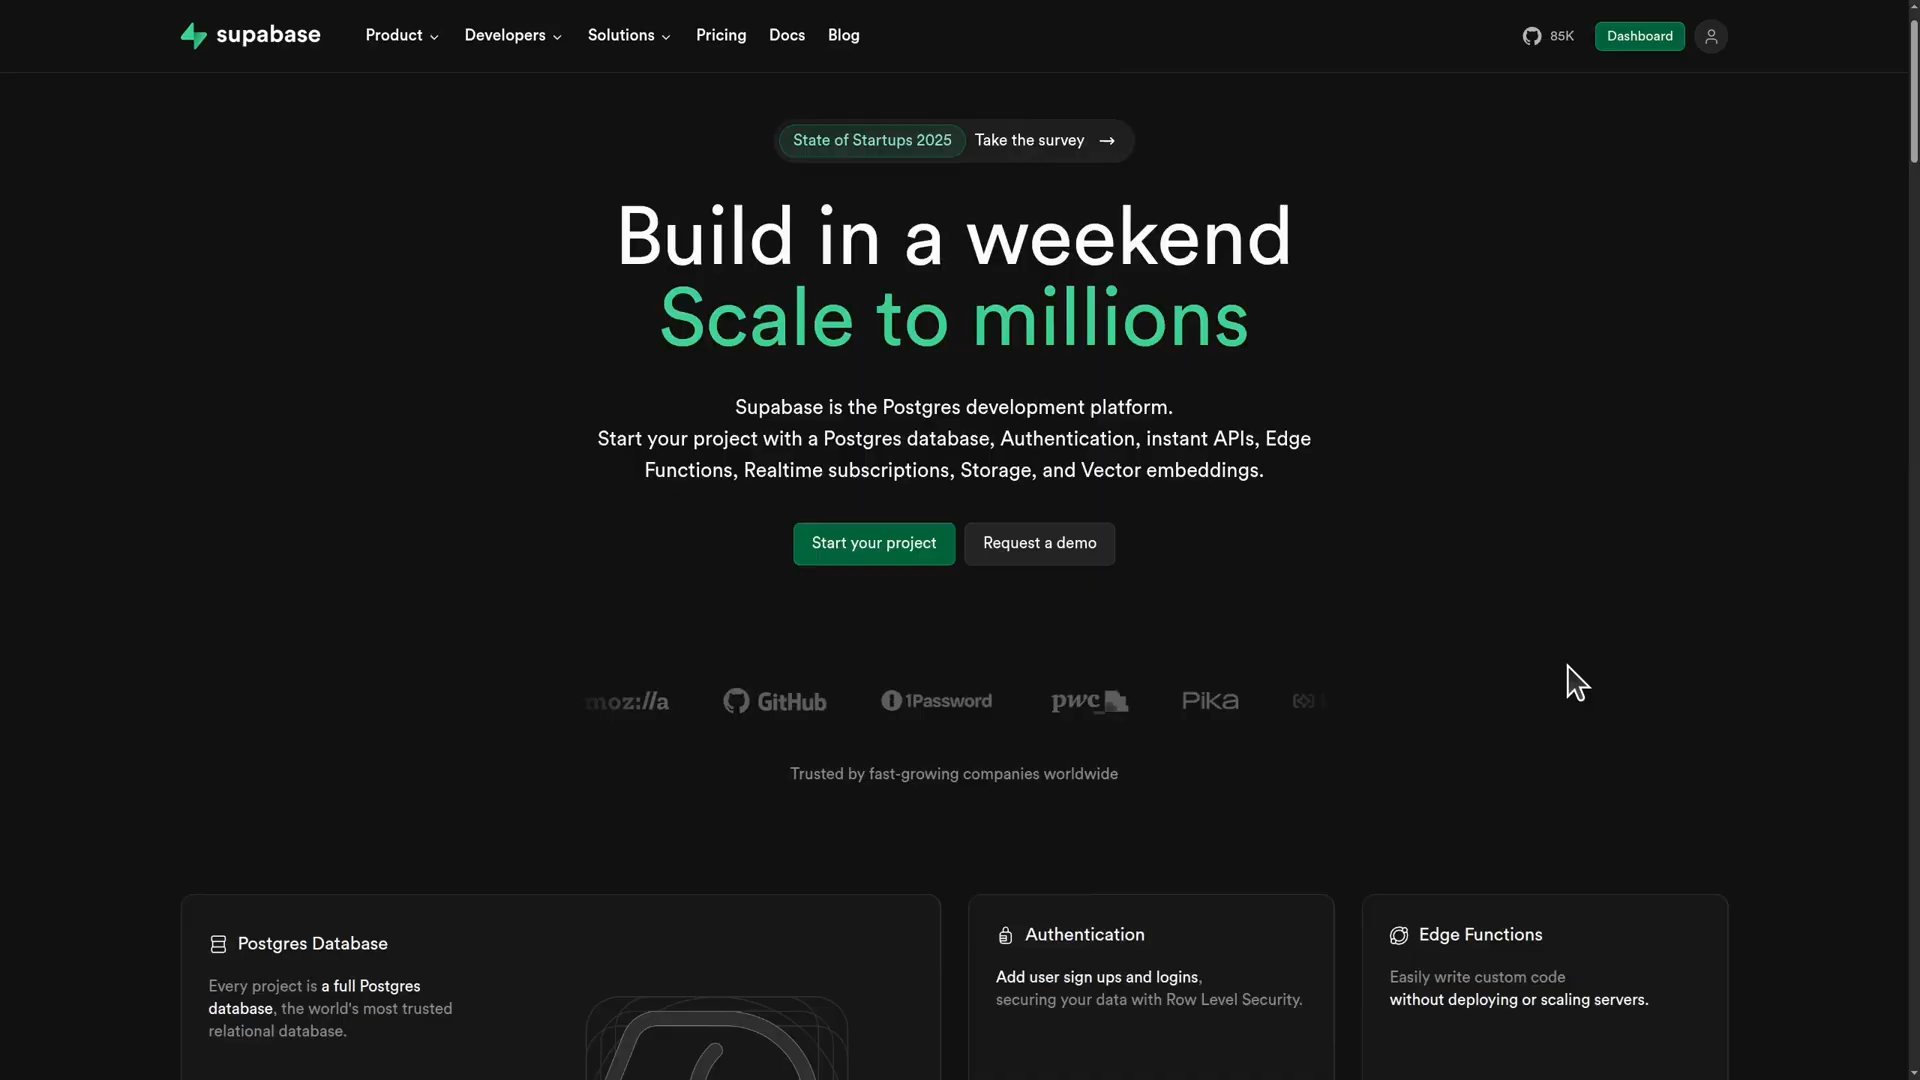 supabase
Product
Developers
Solutions
Pricing
Docs
Blog
85K
Dashboard
State of Startups 2025 Take the survey →
Build in a weekend
Scale to millions
Supabase is the Postgres development platform.
Start your project with a Postgres database, Authentication, instant APIs, Edge
Functions, Realtime subscriptions, Storage, and Vector embeddings.
Start your project
Request a demo
moz://a
GitHub
1Password
pwc
Pika
Trusted by fast-growing companies worldwide
Postgres Database
Every project is a full Postgres
database, the world's most trusted
relational database.
Authentication
Add user sign ups and logins,
securing your data with Row Level Security.
Edge Functions
Easily write custom code
without deploying or scaling servers.